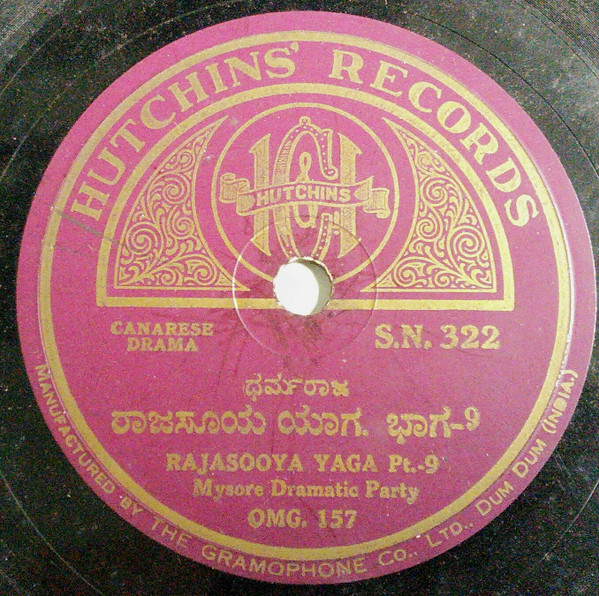 HUTCHINS' RECORDS
HUTCHINS
CANARESE
DRAMA
S.N. 322
ಧರ್ಮರಾಜ
ರಾಜಸೂಯ ಯಾಗ. ಭಾಗ-9
RAJASOOYA YAGA Pt.-9
Mysore Dramatic Party
OMG. 157
MANUFACTURED BY THE GRAMOPHONE CO., LTD., DUM DUM (INDIA.)